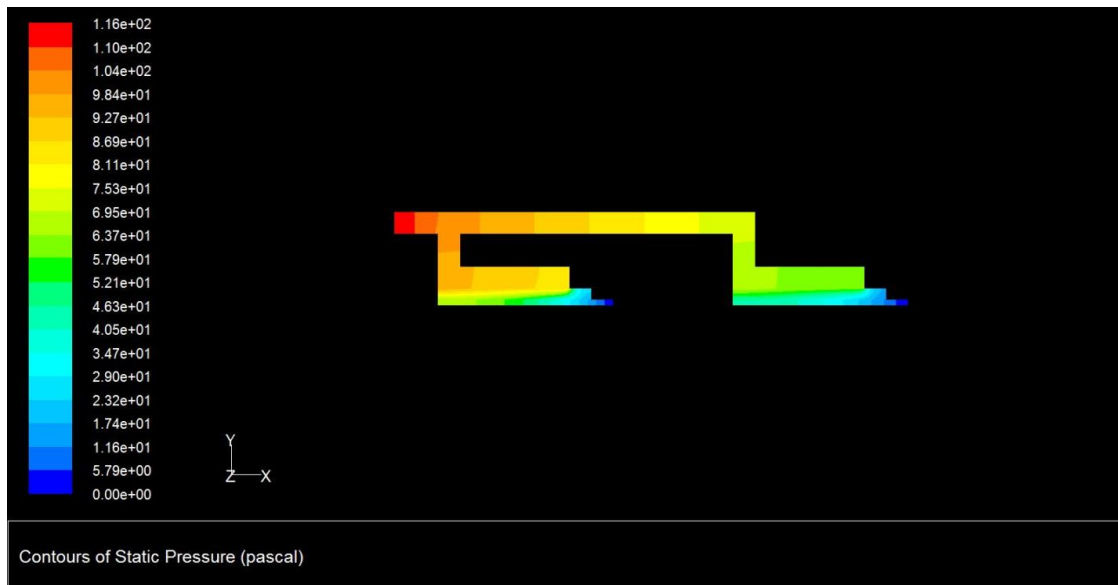 1.16e+02
1.10e+02
1.04e+02
9.84e+01
9.27e+01
8.69e+01
8.11e+01
7.53e+01
6.95e+01
6.37e+01
5.79e+01
5.21e+01
4.63e+01
4.05e+01
3.47e+01
2.90e+01
2.32e+01
1.74e+01
1.16e+01
5.79e+00
0.00e+00
Y
Z X
Contours of Static Pressure (pascal)